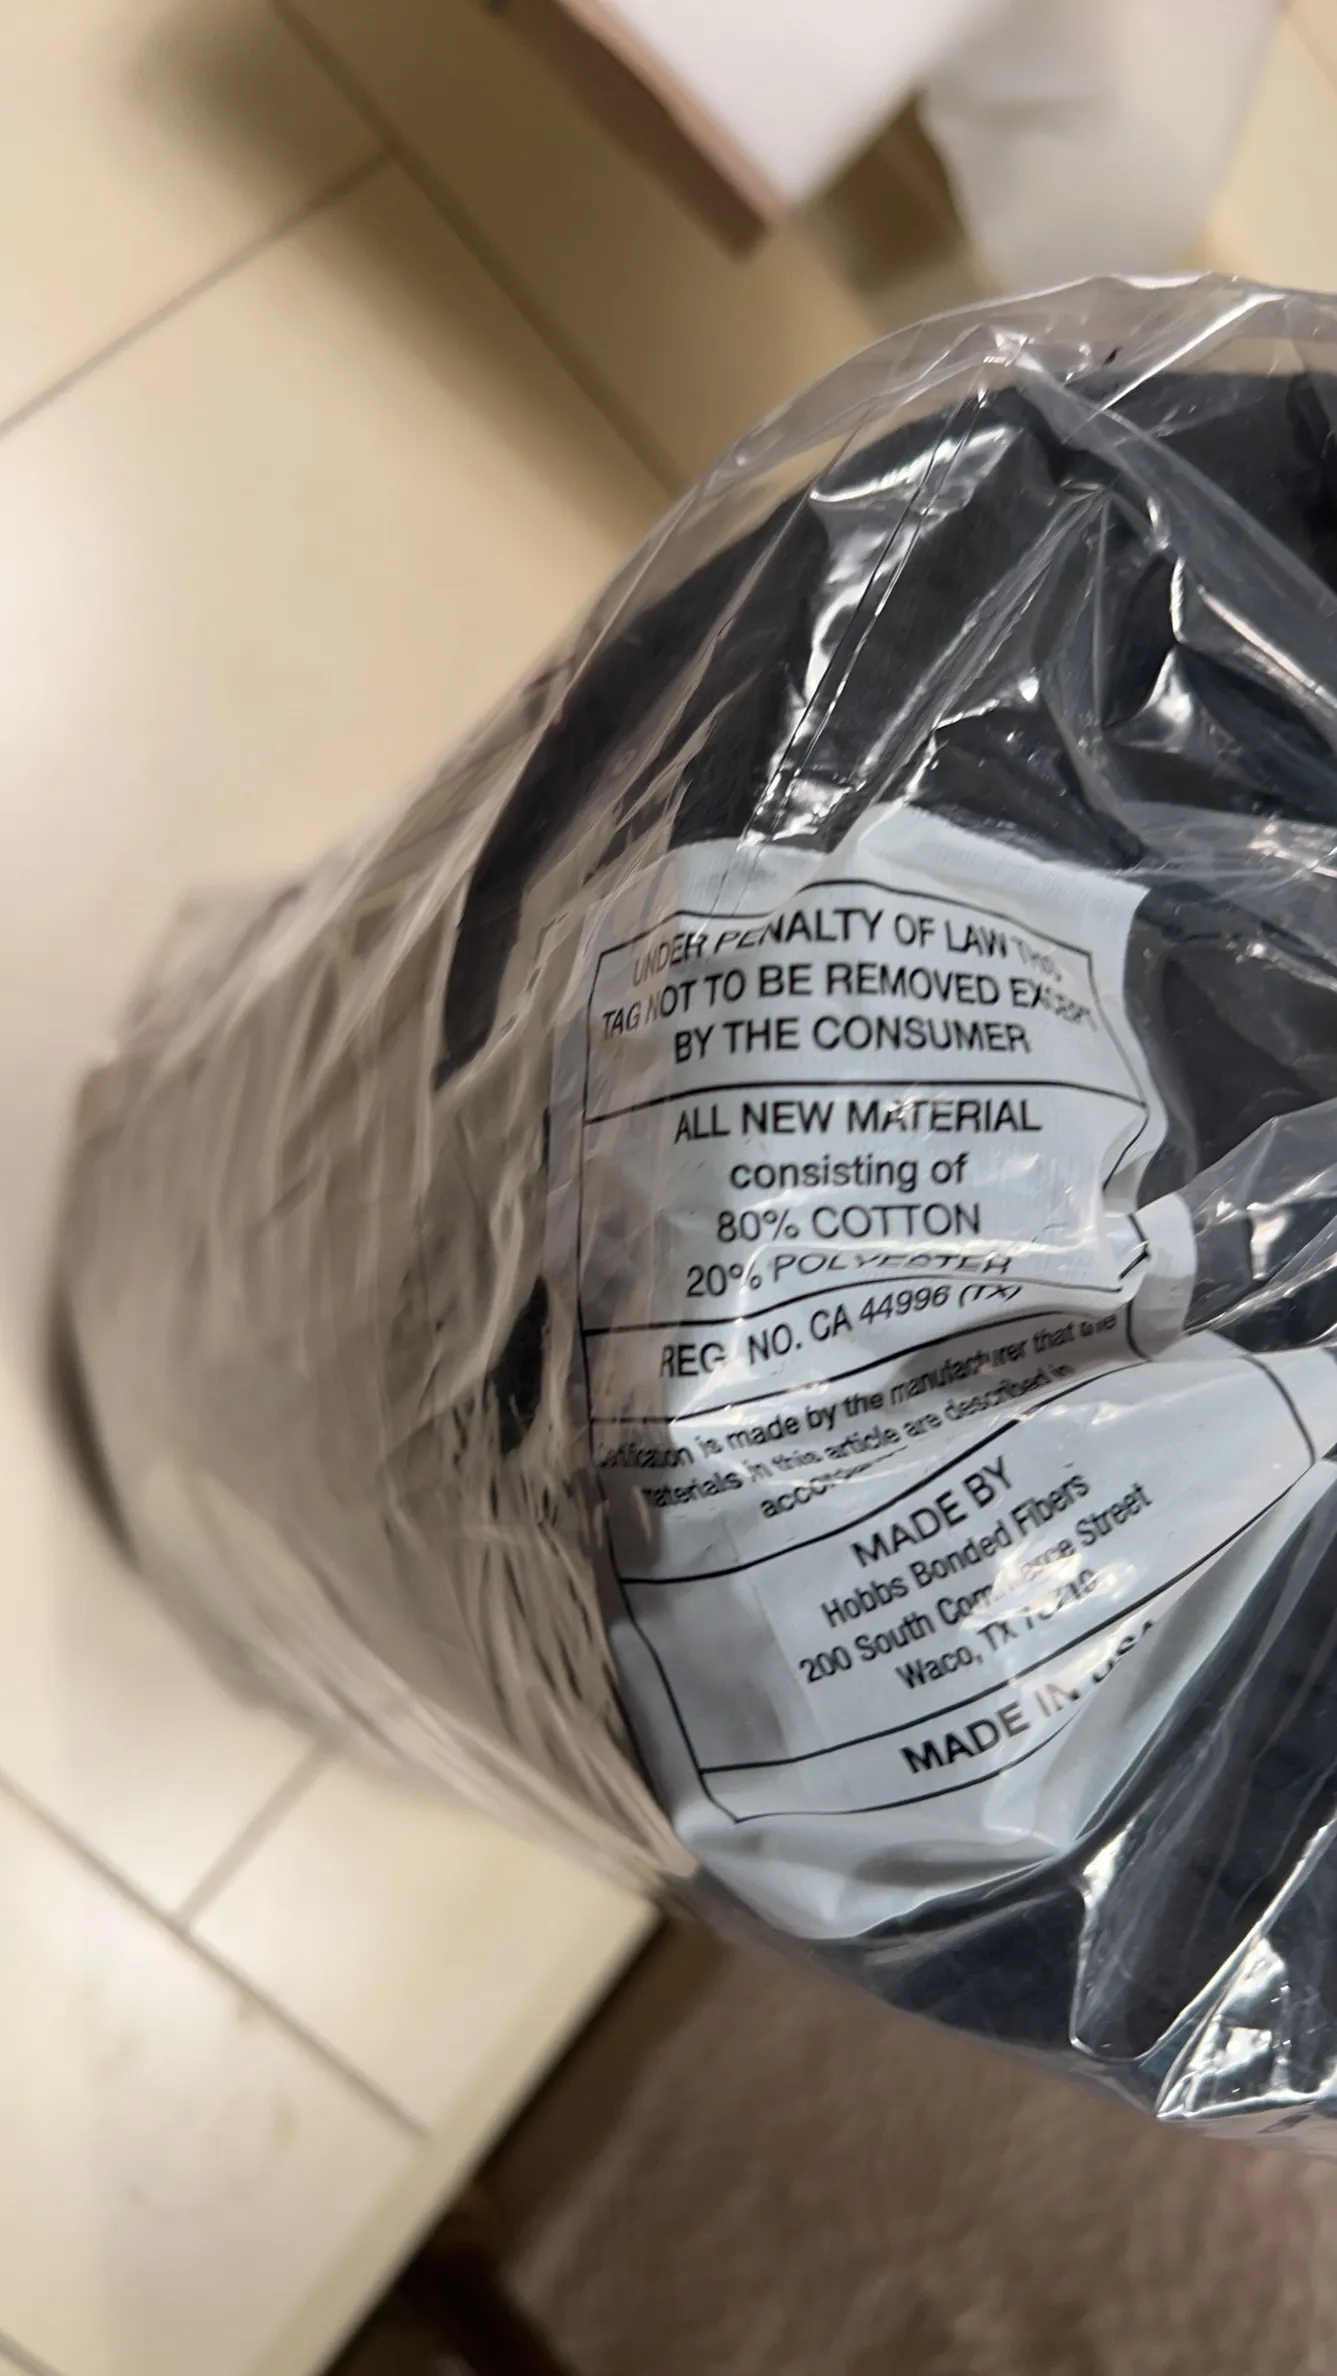 UNDER PENALTY OF LAW THIS
TAG NOT TO BE REMOVED EXCEPT
BY THE CONSUMER
ALL NEW MATERIAL
consisting of
80% COTTON
20% POLYESTER
REG. NO. CA 44996 (TX)
Certification is made by the manufacturer that the
materials in this article are described in
MADE BY
Hobbs Bonded Fibers
200 South Commerce Street
Waco, TX
MADE IN USA